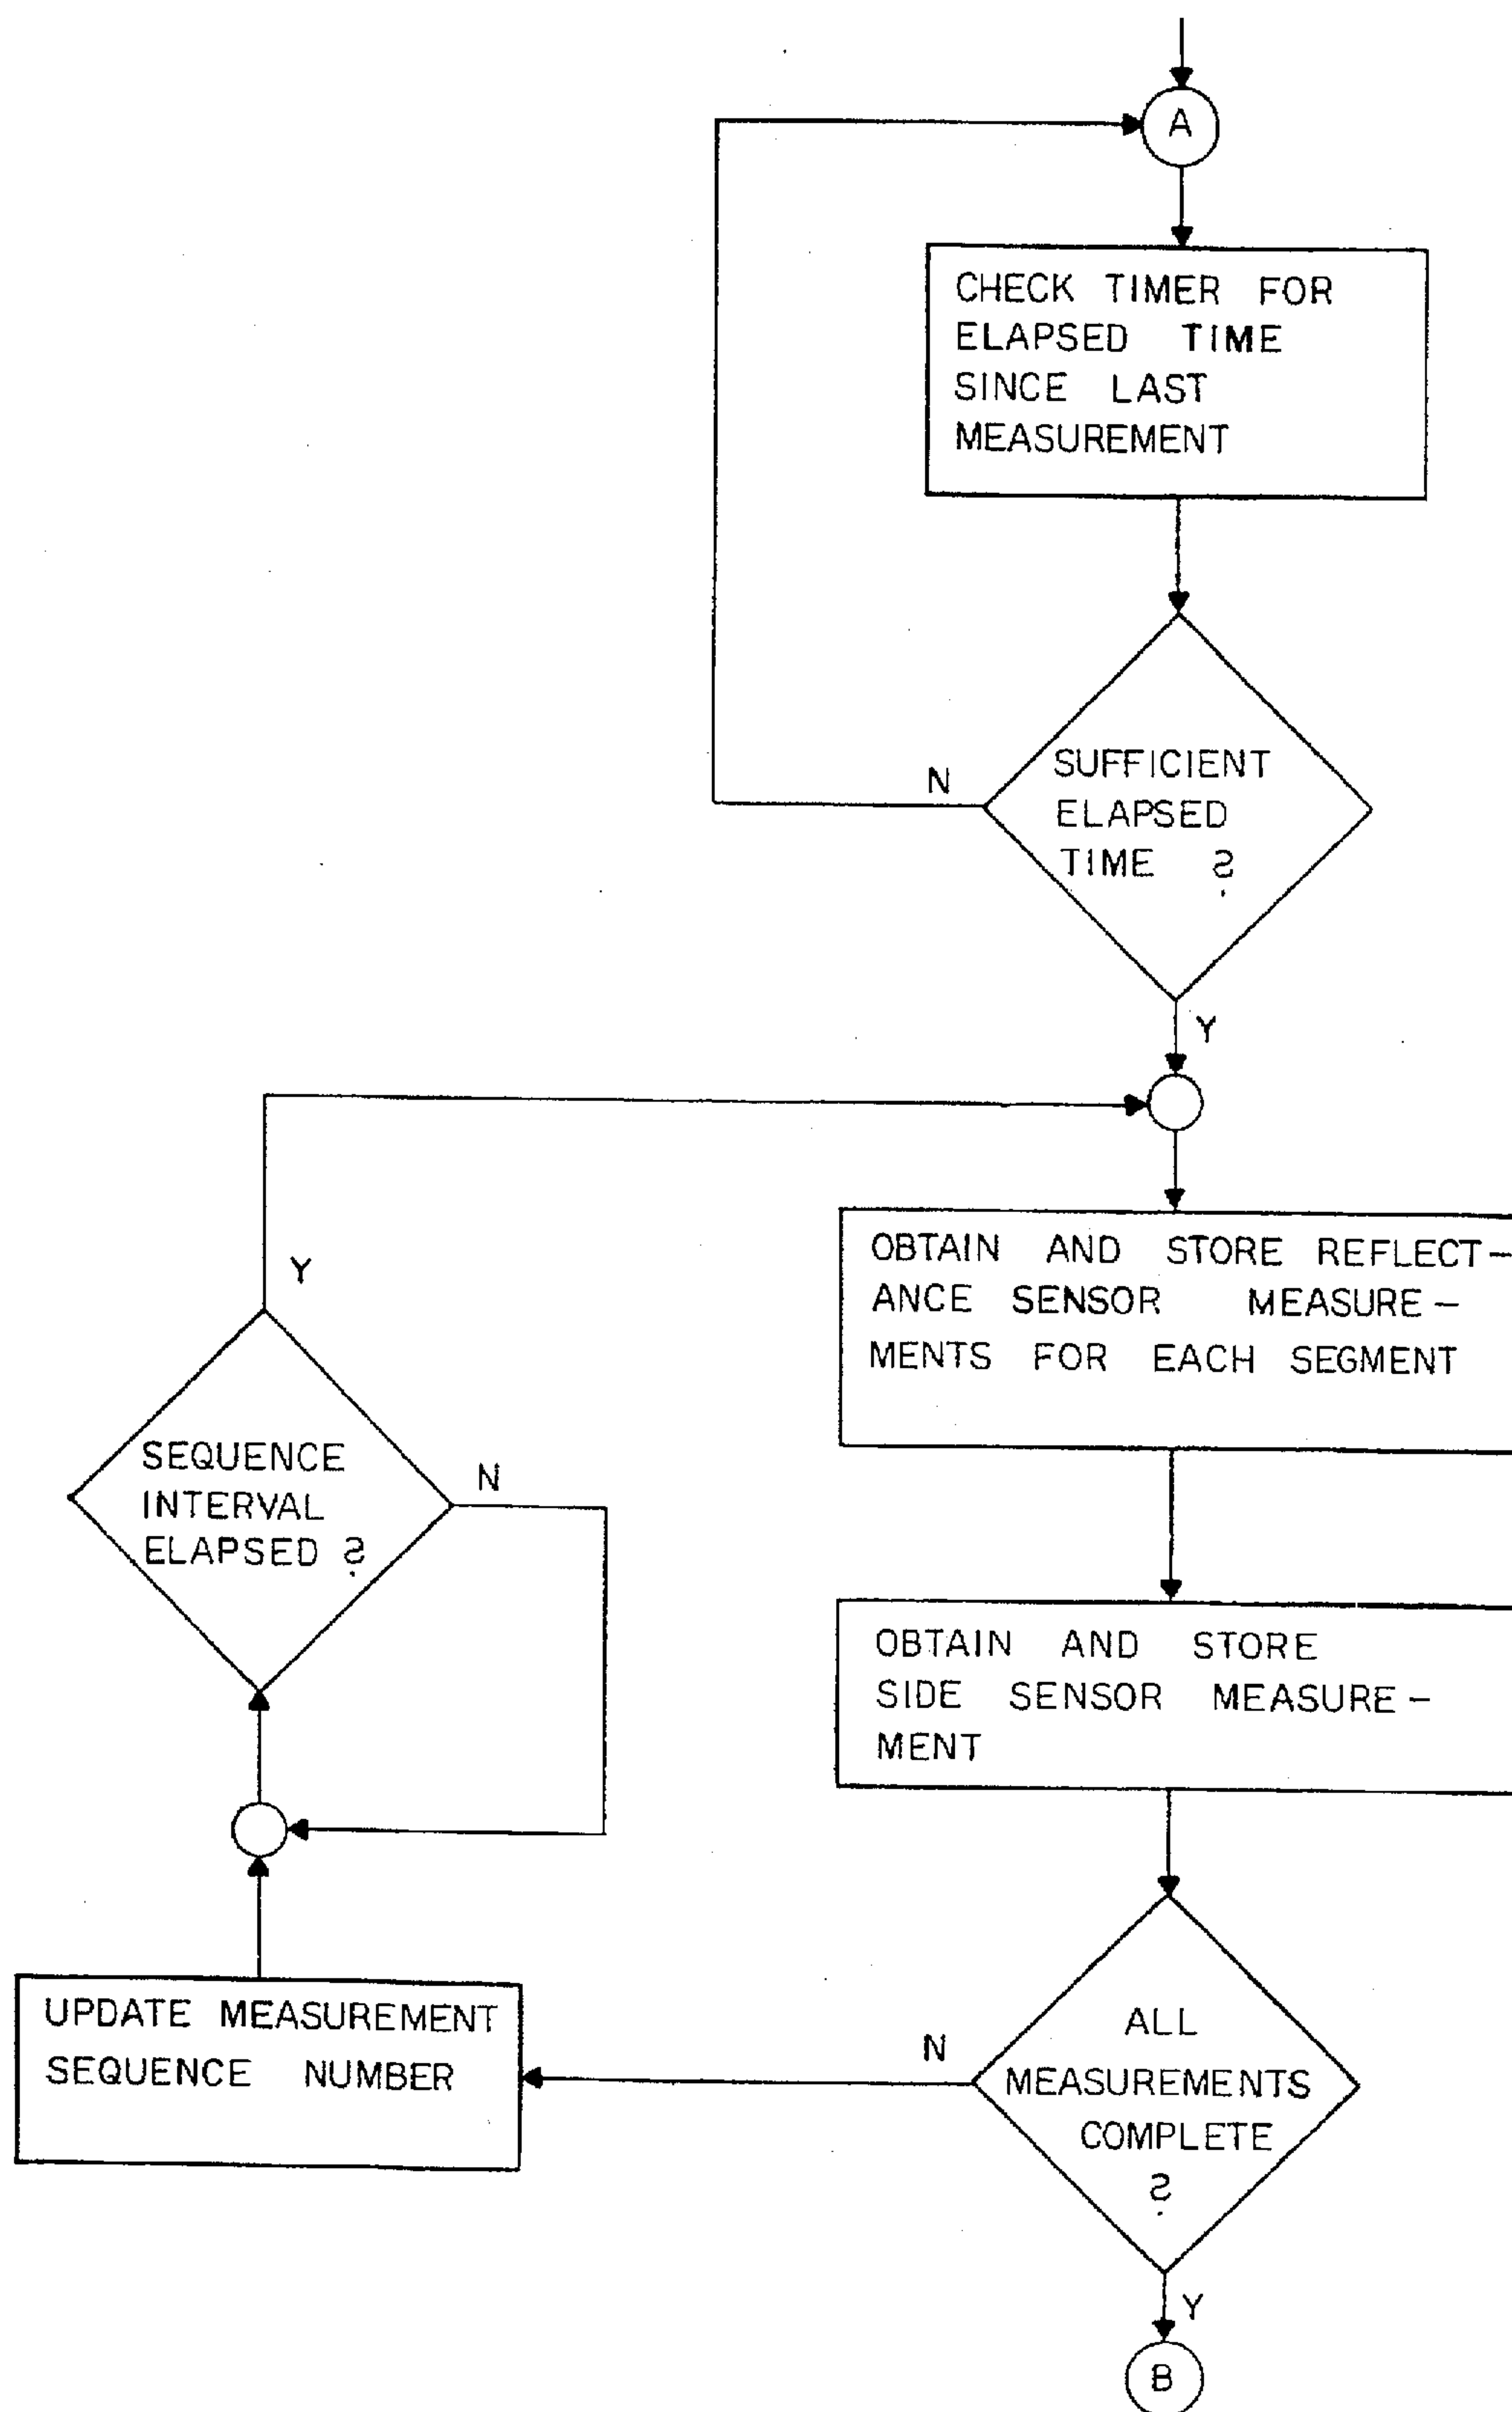 A
CHECK TIMER FOR
ELAPSED TIME
SINCE LAST
MEASUREMENT
SUFFICIENT
ELAPSED
TIME ?
N
Y
OBTAIN AND STORE REFLECT-
ANCE SENSOR MEASURE-
MENTS FOR EACH SEGMENT
Y
SEQUENCE
INTERVAL
ELAPSED ?
N
OBTAIN AND STORE
SIDE SENSOR MEASURE-
MENT
UPDATE MEASUREMENT
SEQUENCE NUMBER
N
ALL
MEASUREMENTS
COMPLETE
?
Y
B